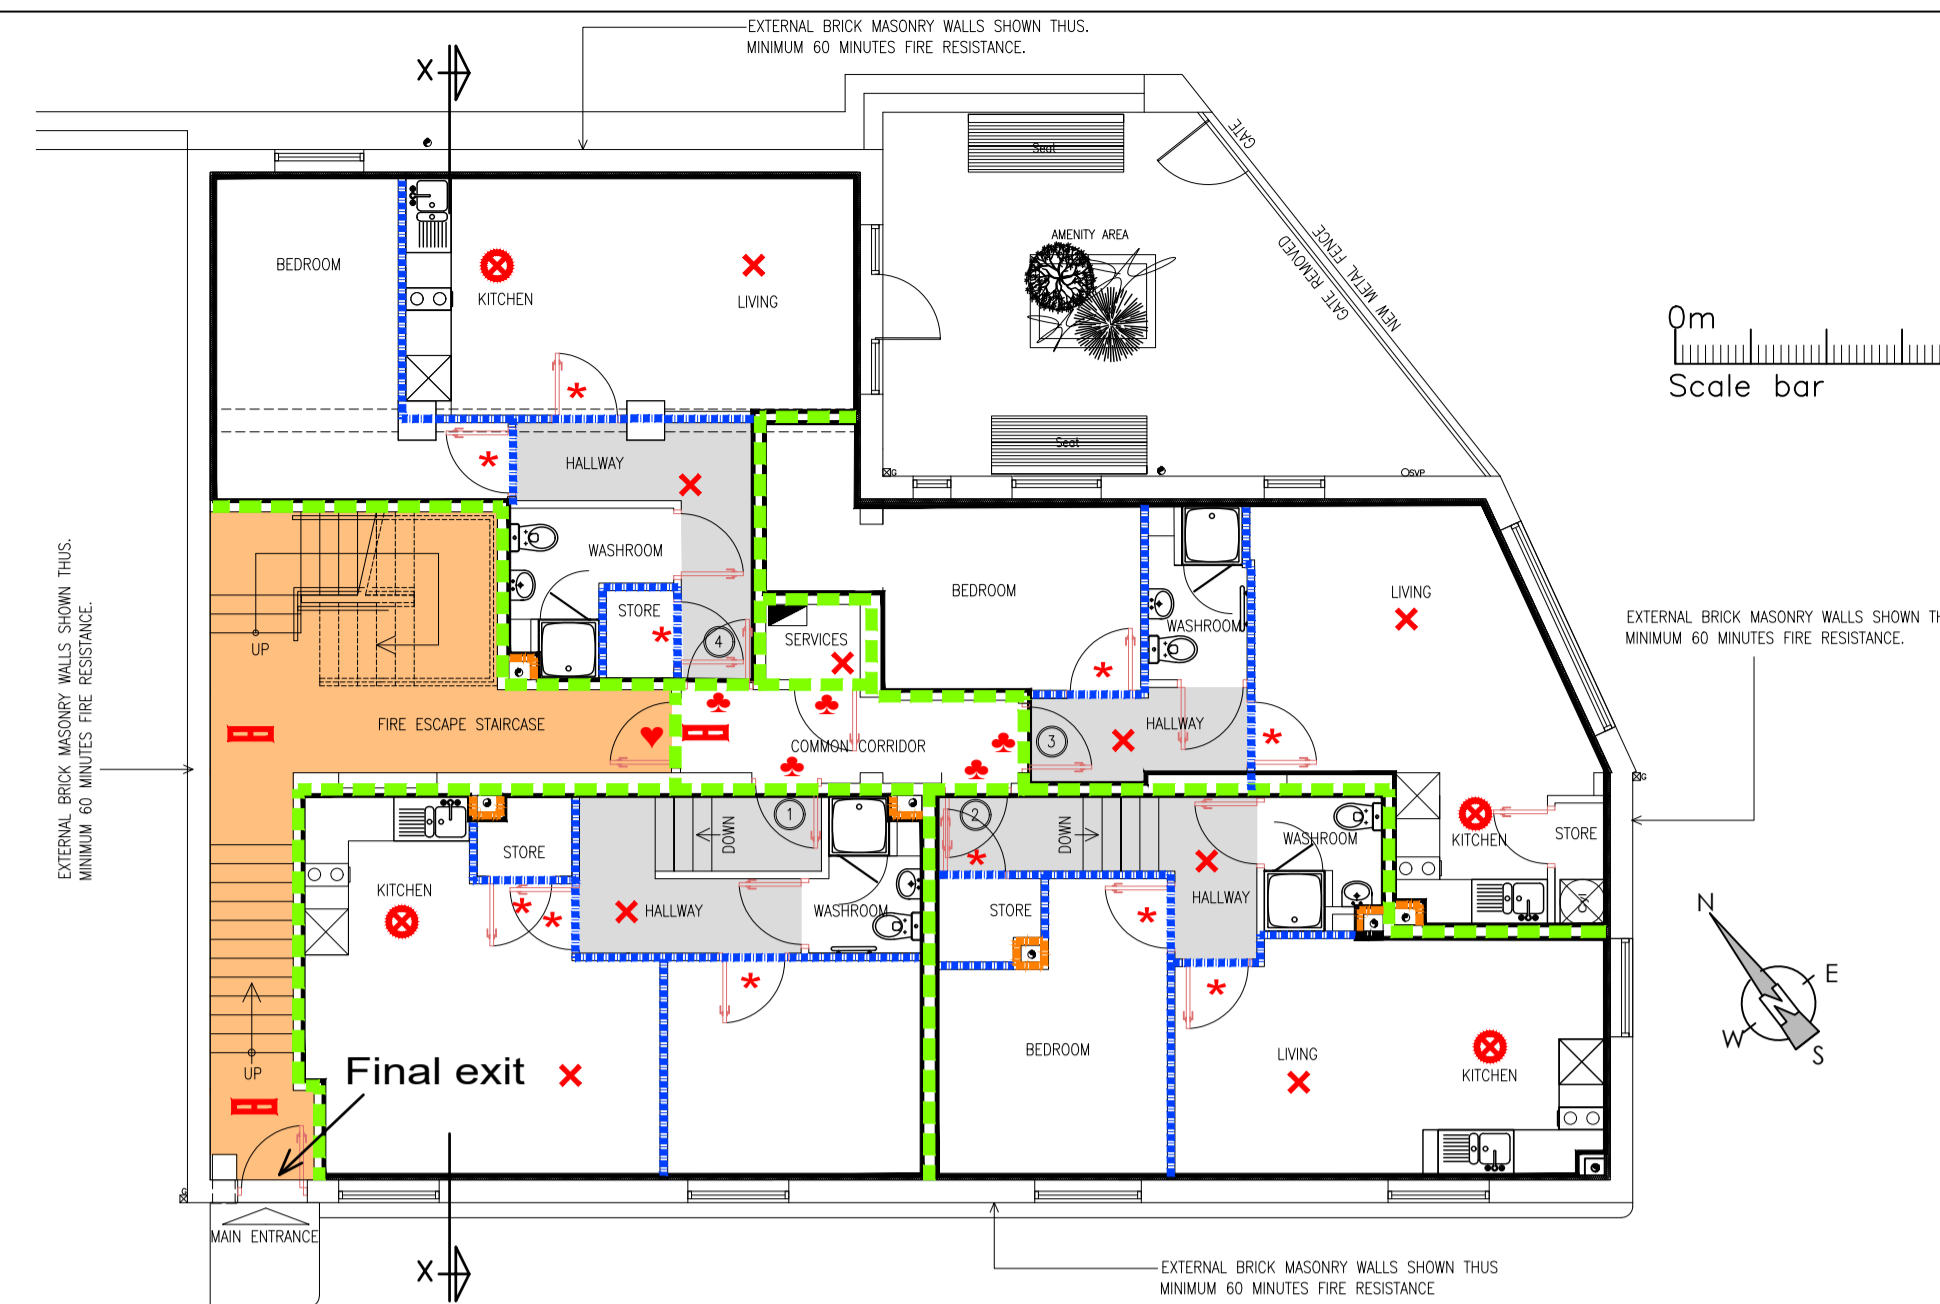 EXTERNAL BRICK MASONRY WALLS SHOWN THUS.
MINIMUM 60 MINUTES FIRE RESISTANCE.
X
GATE
Seat
AMENITY AREA
NEW METAL FENCE
GATE REMOVED
BEDROOM
KITCHEN
LIVING
0m
Scale bar
Seat
HALLWAY
G
SVP
EXTERNAL BRICK MASONRY WALLS SHOWN THUS.
MINIMUM 60 MINUTES FIRE RESISTANCE.
WASHROOM
STORE
4
SERVICES
BEDROOM
LIVING
WASHROOM
EXTERNAL BRICK MASONRY WALLS SHOWN TH
MINIMUM 60 MINUTES FIRE RESISTANCE.
UP
FIRE ESCAPE STAIRCASE
COMMON CORRIDOR
3
HALLWAY
G
1
DOWN
2
DOWN
WASHROOM
KITCHEN
STORE
STORE
KITCHEN
HALLWAY
WASHROOM
STORE
HALLWAY
N
E
W
S
UP
Final exit
BEDROOM
LIVING
KITCHEN
MAIN ENTRANCE
X
EXTERNAL BRICK MASONRY WALLS SHOWN THUS
MINIMUM 60 MINUTES FIRE RESISTANCE